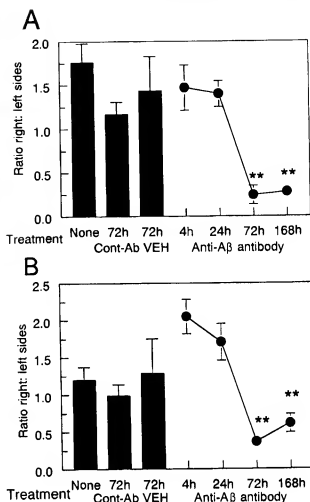 A
2.0
1.5
1.0
0.5
0.0
Ratio right: left sides
** **
Treatment None 72h 72h 4h 24h 72h 168h
Cont-Ab VEH Anti-Aβ antibody
B
2.5
2.0
1.5
1.0
0.5
0.0
Ratio right: left sides
** **
Treatment None 72h 72h 4h 24h 72h 168h
Cont-Ab VEH Anti-Aβ antibody